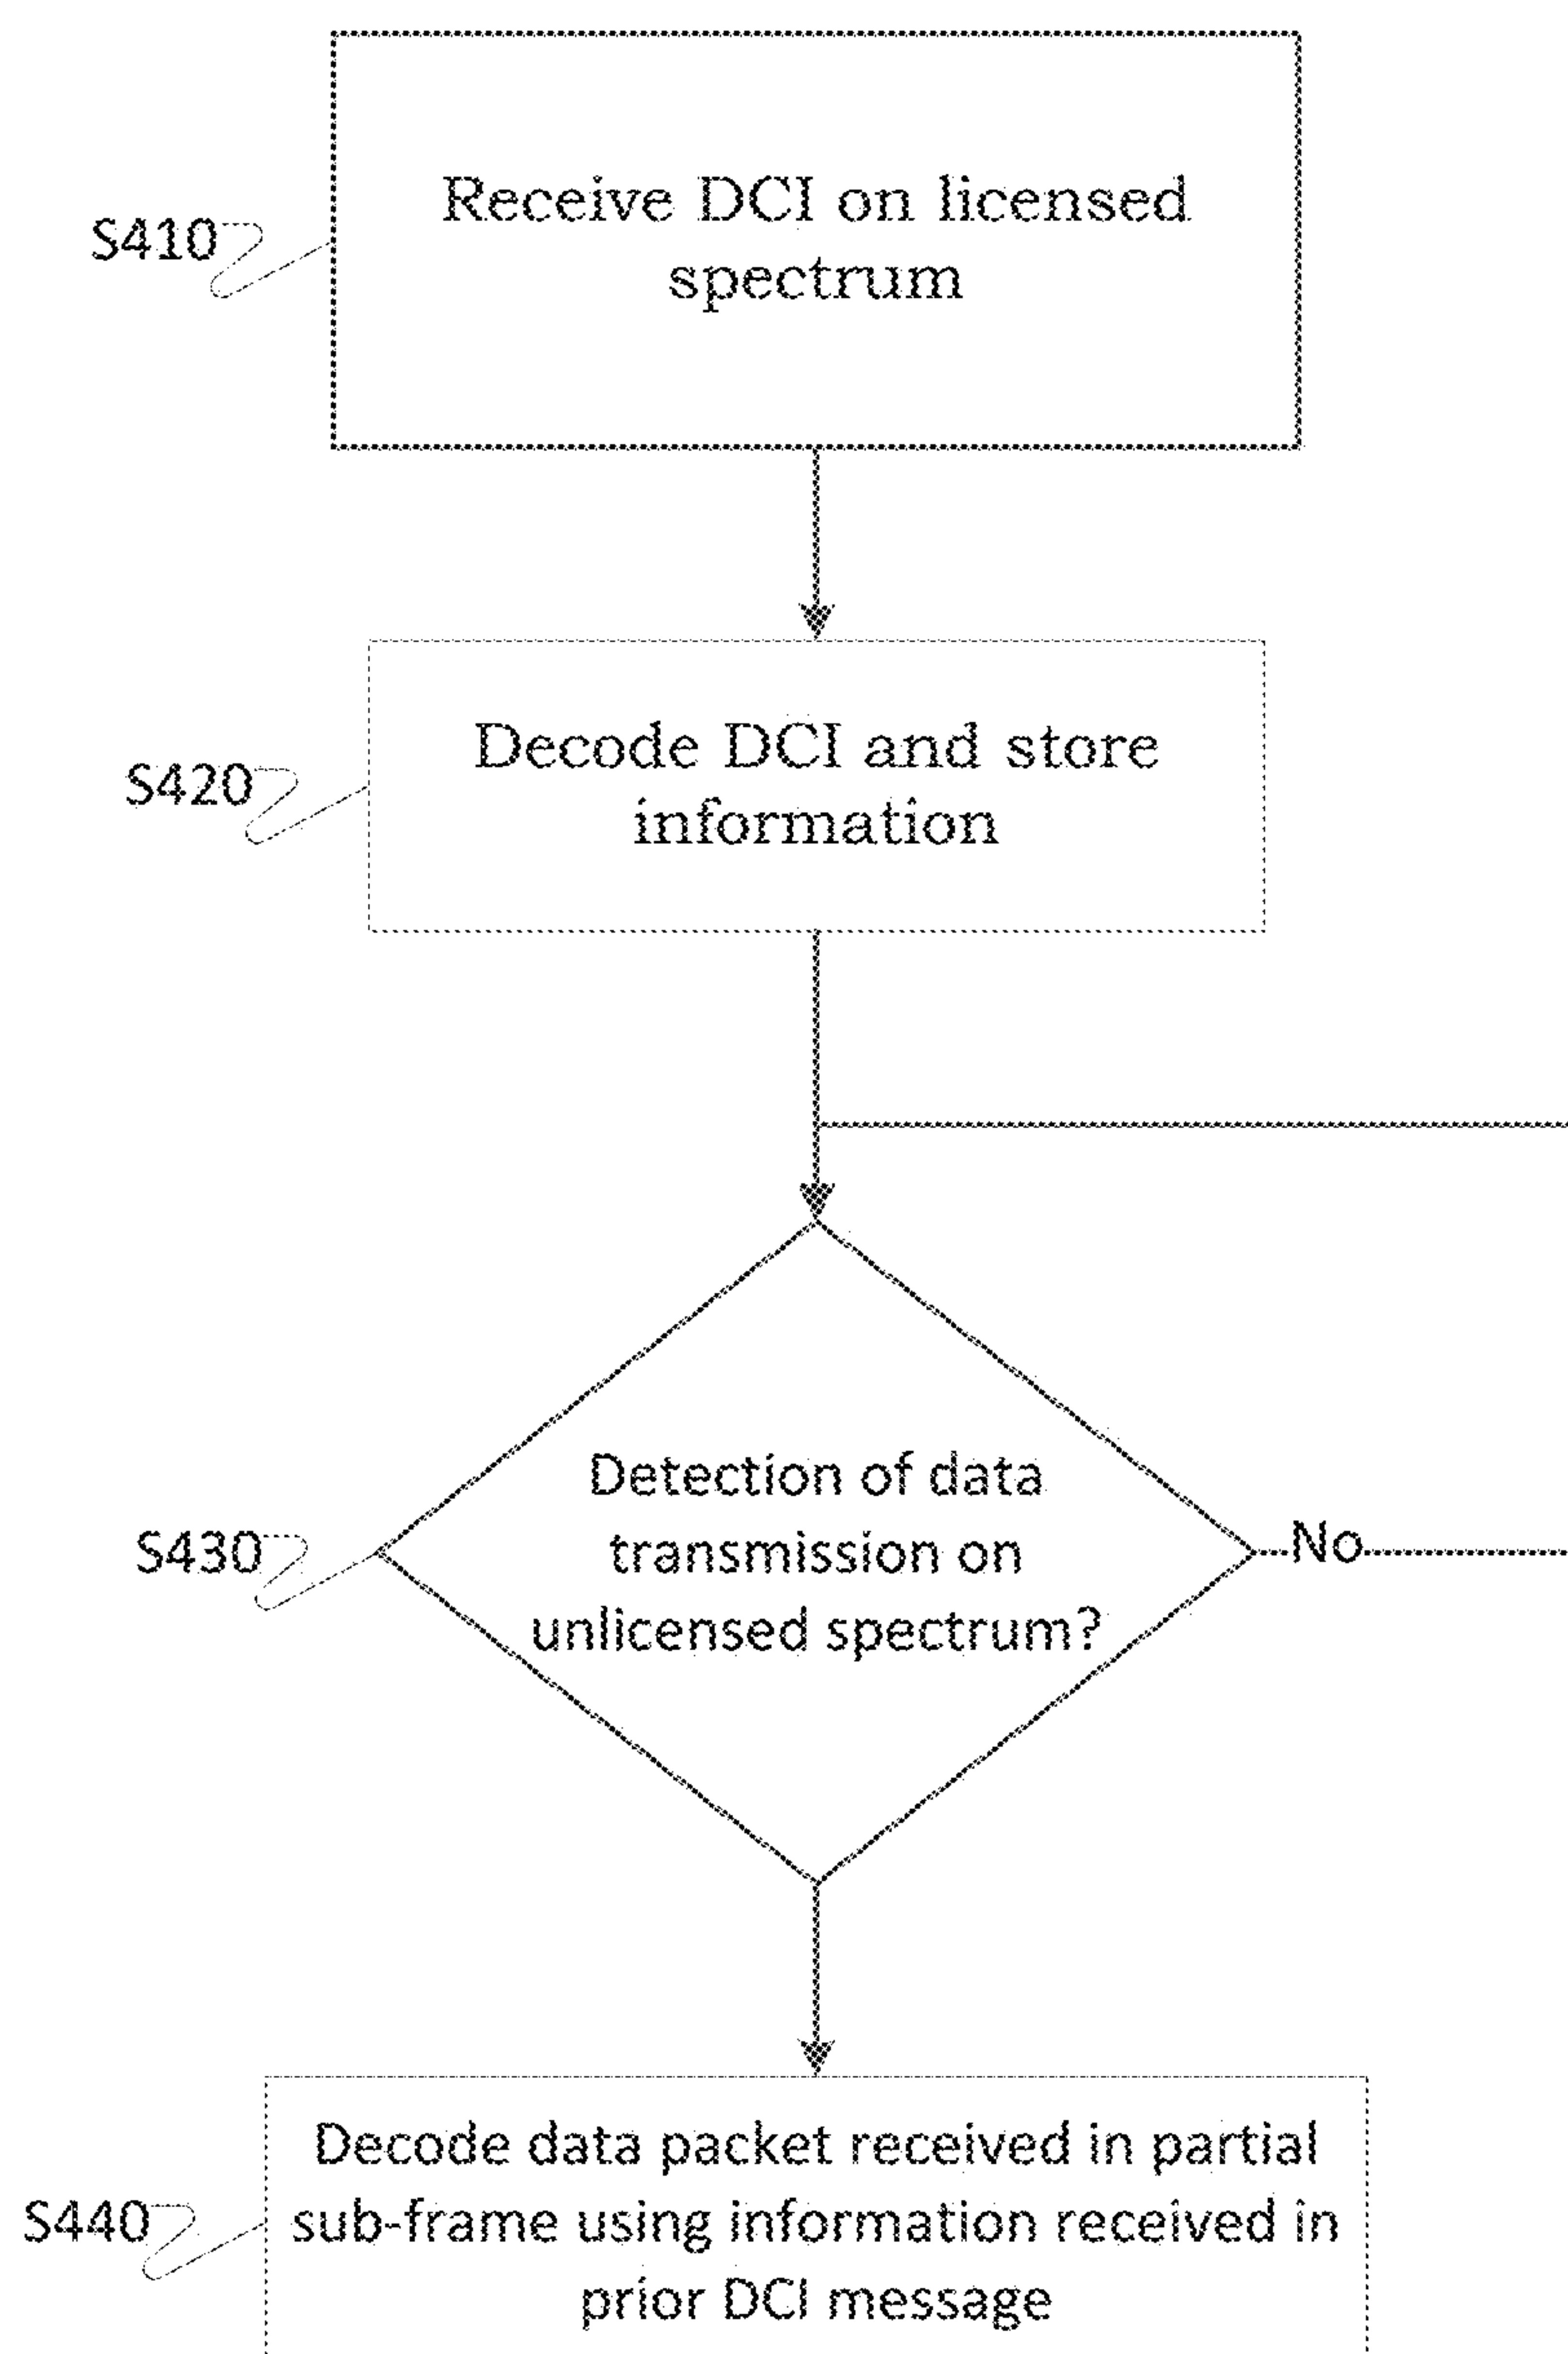 S410
Receive DCI on licensed
spectrum
S420
Decode DCI and store
information
S430
Detection of data
transmission on
unlicensed spectrum?
No
S440
Decode data packet received in partial
sub-frame using information received in
prior DCI message